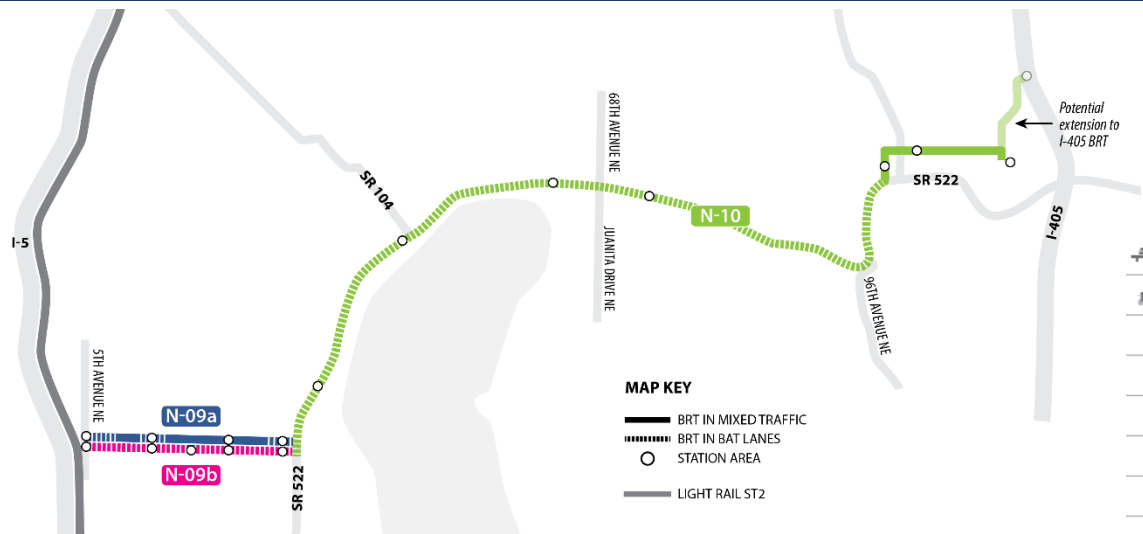 68TH AVENUE NE
Potential
extension to
I-405 BRT
SR 104
SR 522
N-10
I-405
I-5
JUANITA DRIVE NE
96TH AVENUE NE
5TH AVENUE NE
MAP KEY
N-09a
BRT IN MIXED TRAFFIC
BRT IN BAT LANES
STATION AREA
N-09b
SR 522
LIGHT RAIL ST2